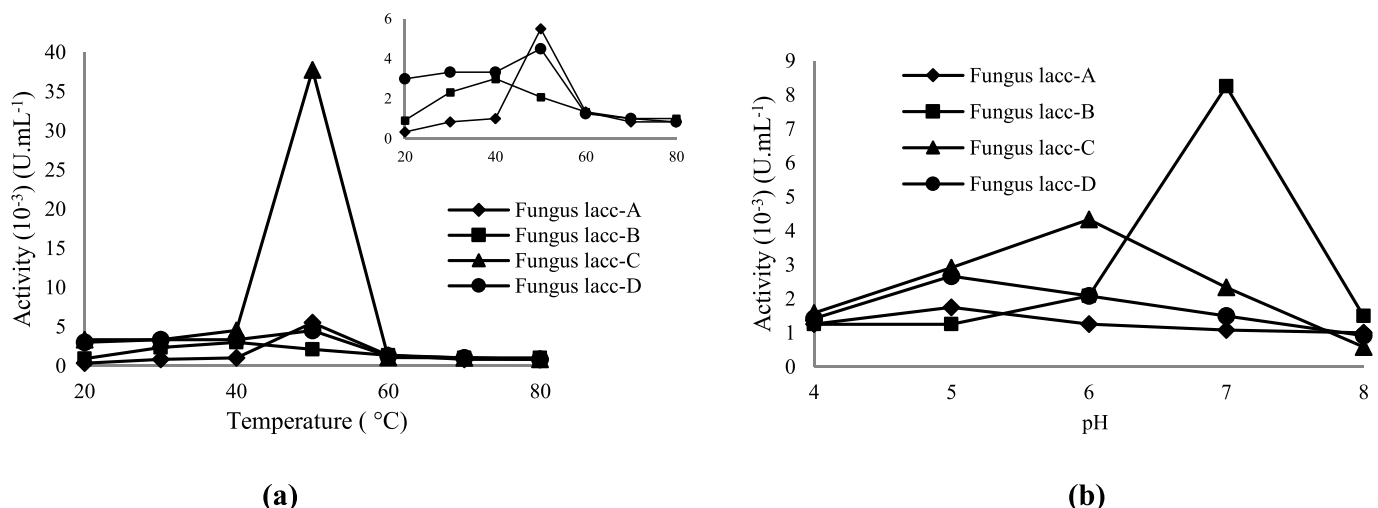 6
4
2
0
20 40 60 80
40
35
30
25
20
15
10
5
0
20 40 60 80
Activity (10-3) (U.mL-1)
Temperature ( °C)
Fungus lacc-A
Fungus lacc-B
Fungus lacc-C
Fungus lacc-D
(a)
9
8
7
6
5
4
3
2
1
0
4 5 6 7 8
Activity (10-3) (U.mL-1)
pH
Fungus lacc-A
Fungus lacc-B
Fungus lacc-C
Fungus lacc-D
(b)